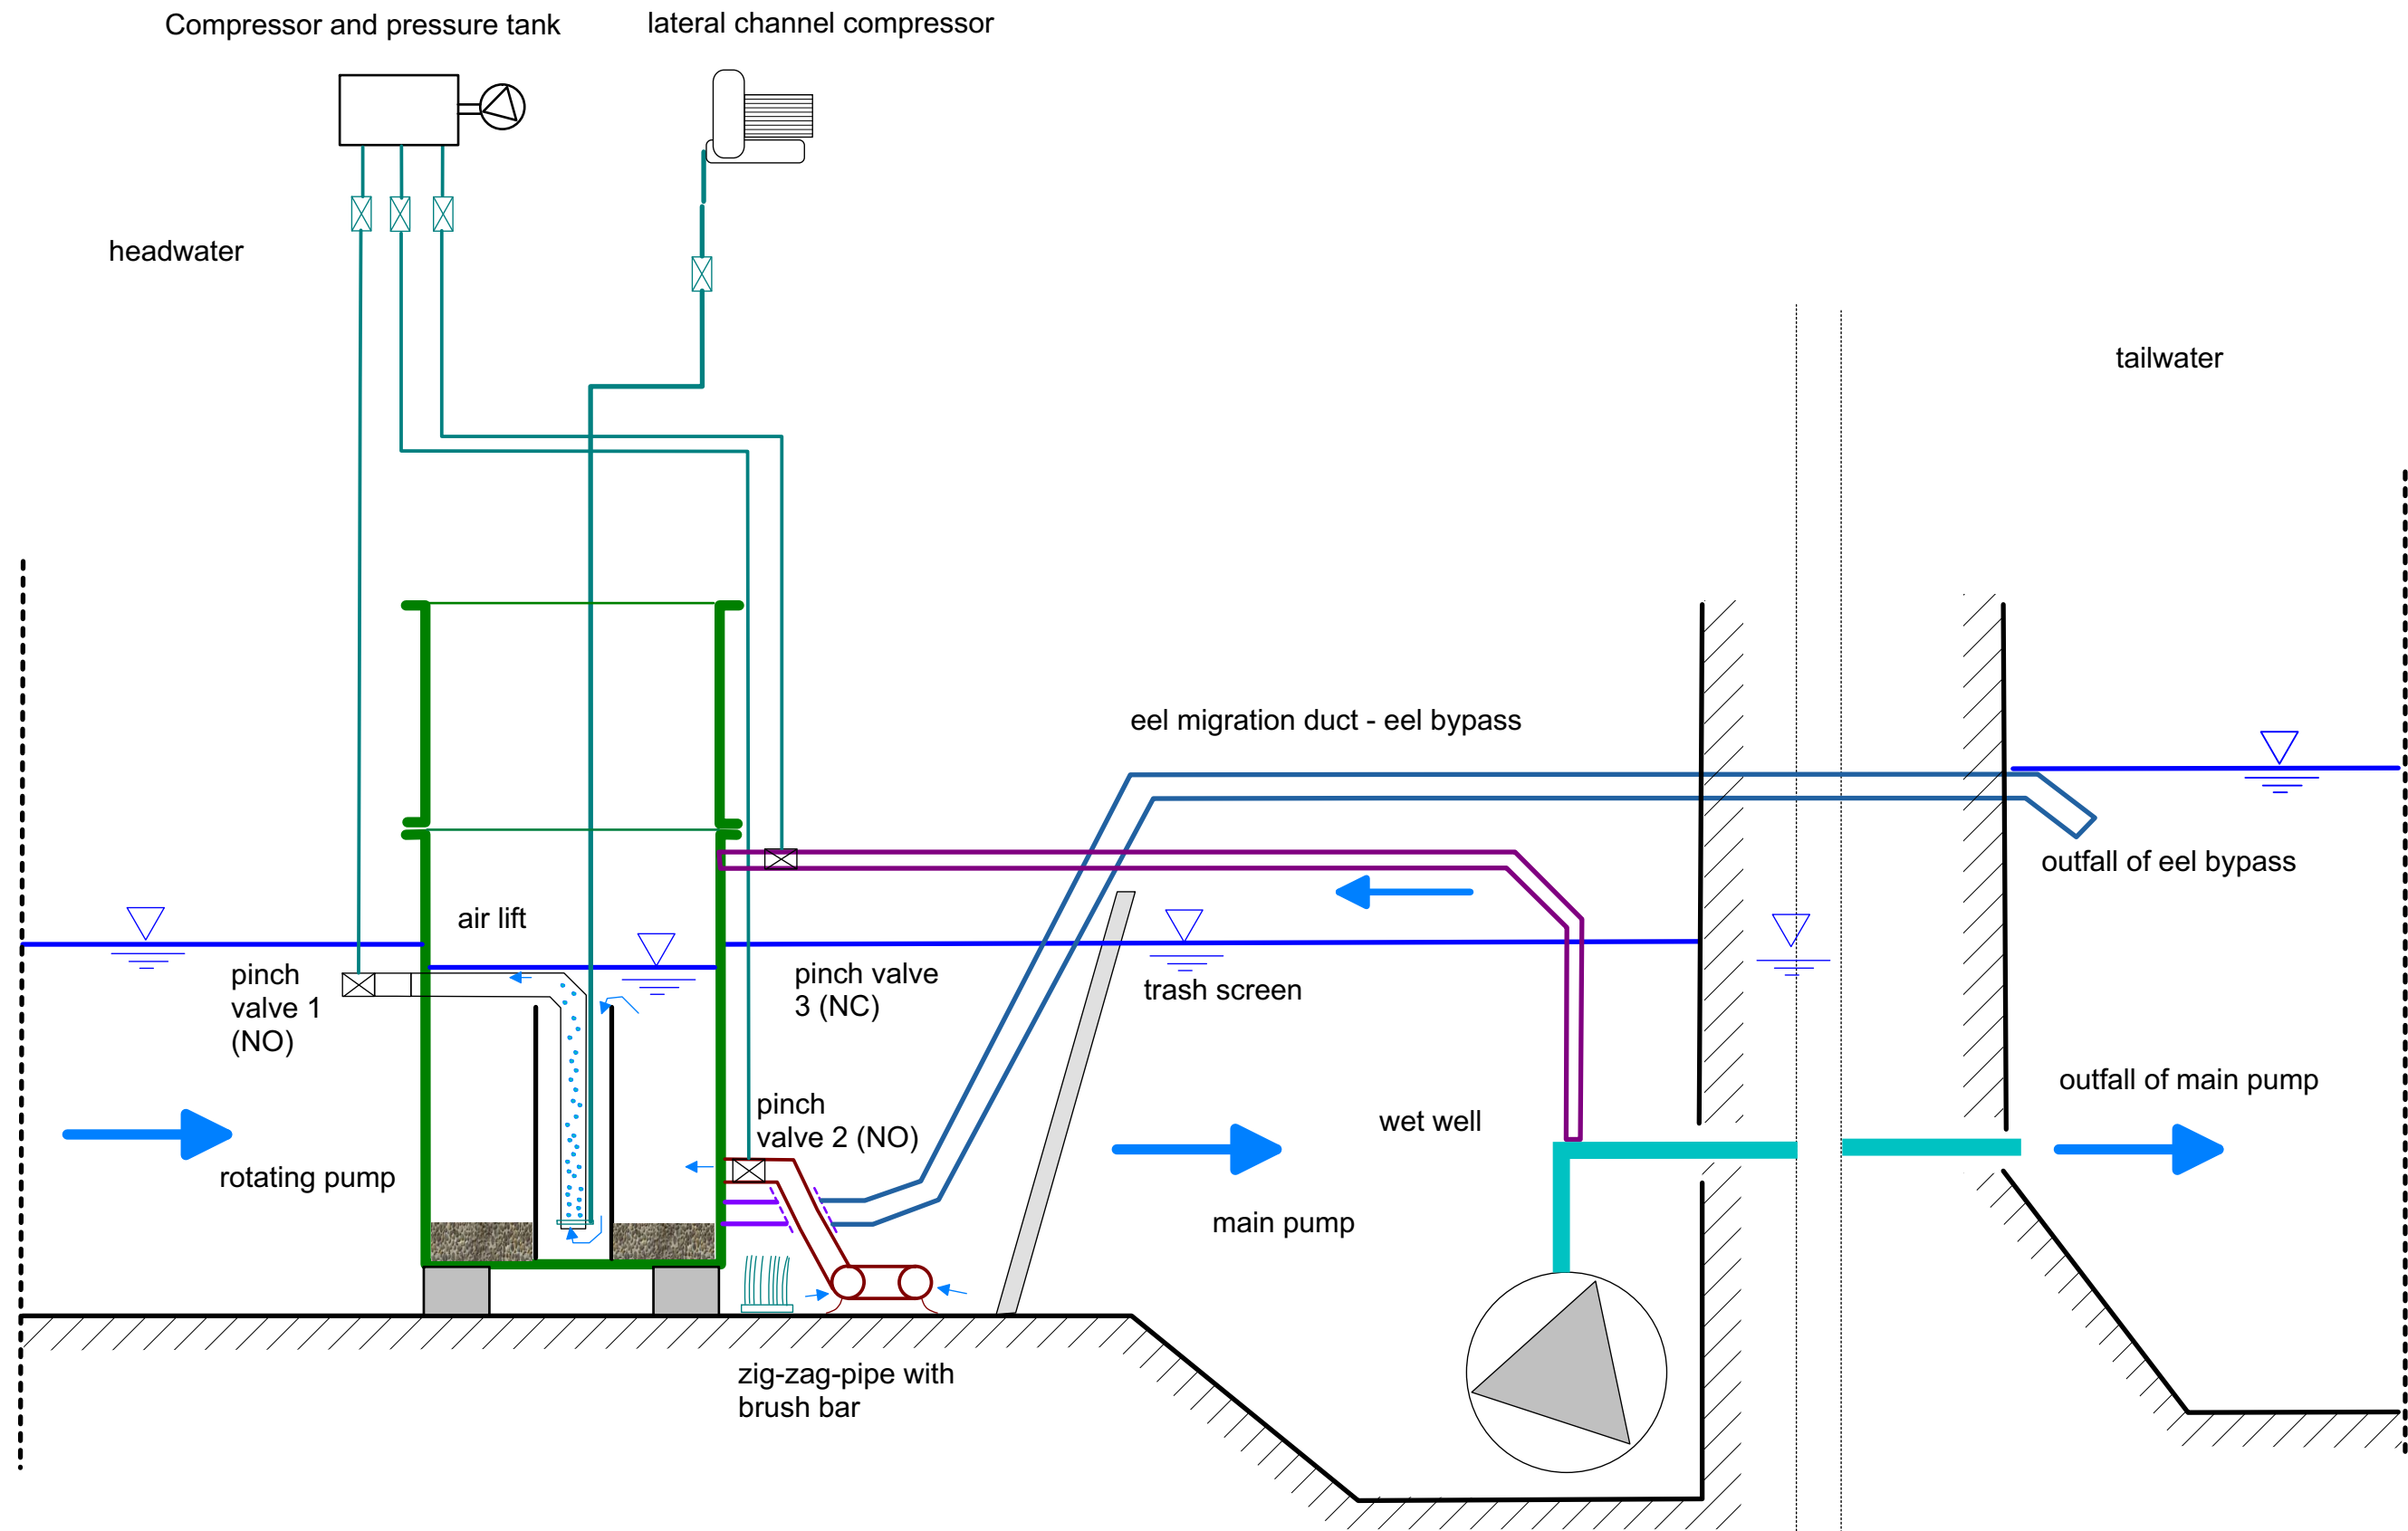 Compressor and pressure tank
lateral channel compressor
headwater
tailwater
eel migration duct - eel bypass
outfall of eel bypass
air lift
pinch
valve 1
(NO)
pinch valve
3 (NC)
trash screen
outfall of main pump
pinch
valve 2 (NO)
wet well
rotating pump
main pump
zig-zag-pipe with
brush bar